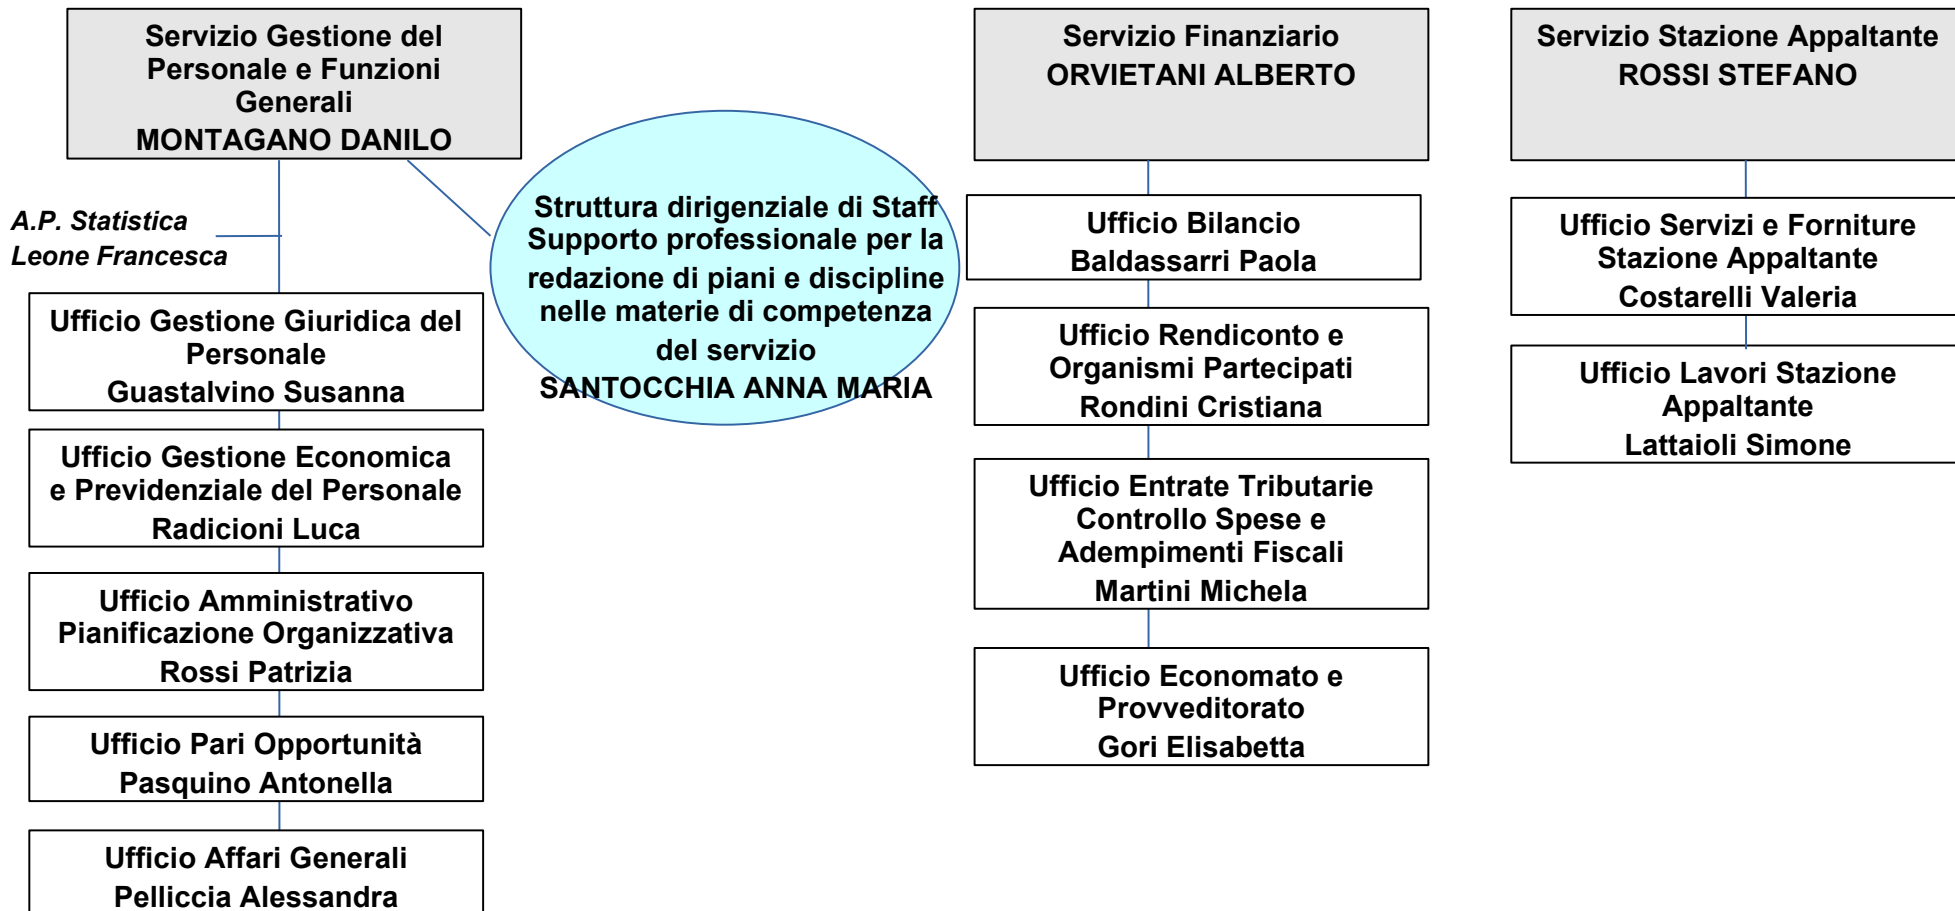 Servizio Gestione del
Personale e Funzioni
Generali
MONTAGANO DANILO
A.P. Statistica
Leone Francesca
Struttura dirigenziale di Staff
Supporto professionale per la
redazione di piani e discipline
nelle materie di competenza
del servizio
SANTOCCHIA ANNA MARIA
Ufficio Gestione Giuridica del
Personale
Guastalvino Susanna
Ufficio Gestione Economica
e Previdenziale del Personale
Radicioni Luca
Ufficio Amministrativo
Pianificazione Organizzativa
Rossi Patrizia
Ufficio Pari Opportunità
Pasquino Antonella
Ufficio Affari Generali
Pelliccia Alessandra
Servizio Finanziario
ORVIETANI ALBERTO
Ufficio Bilancio
Baldassarri Paola
Ufficio Rendiconto e
Organismi Partecipati
Rondini Cristiana
Ufficio Entrate Tributarie
Controllo Spese e
Adempimenti Fiscali
Martini Michela
Ufficio Economato e
Provveditorato
Gori Elisabetta
Servizio Stazione Appaltante
ROSSI STEFANO
Ufficio Servizi e Forniture
Stazione Appaltante
Costarelli Valeria
Ufficio Lavori Stazione
Appaltante
Lattaioli Simone